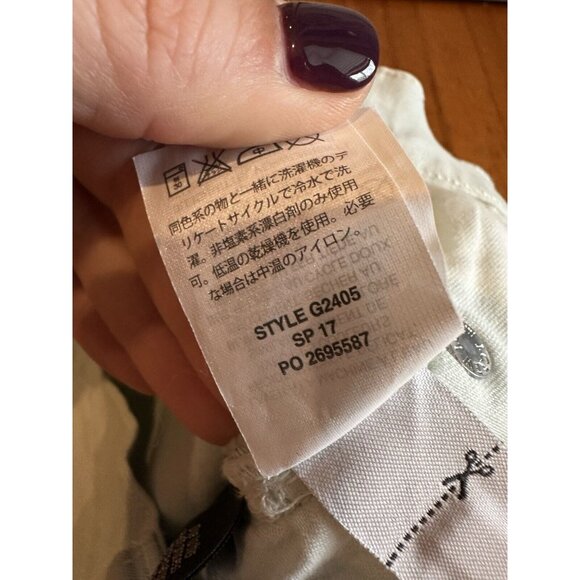 同色系の物と一緒に洗濯機のデ
リケートサイクルで冷水で洗
濯。非塩素系漂白剤のみ使用
可。低温の乾燥機を使用。必要
な場合は中温のアイロン。
STYLE G2405
SP 17
PO 2695587